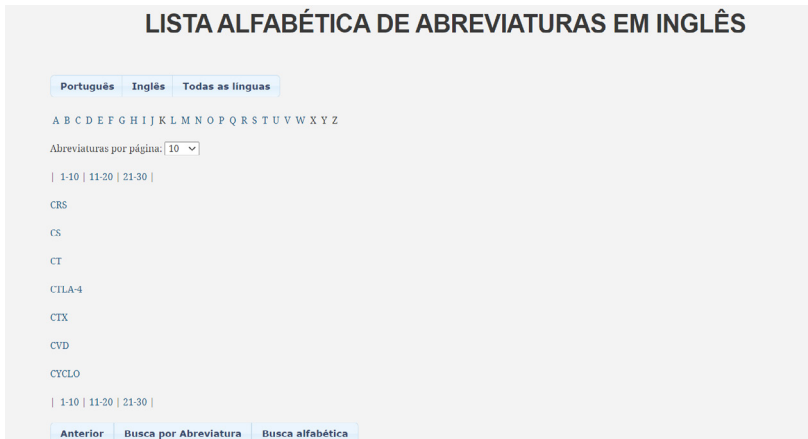 LISTA ALFABÉTICA DE ABREVIATURAS EM INGLÊS
Português Inglês Todas as línguas
A B C D E F G H I J K L M N O P Q R S T U V W X Y Z
Abreviaturas por página: 10
| 1-10 | 11-20 | 21-30 |
CRS
CS
CT
CTLA-4
CTX
CVD
CYCLO
| 1-10 | 11-20 | 21-30 |
Anterior Busca por Abreviatura Busca alfabética